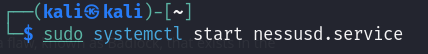 ┌──(kali㉿kali)-[~]
└─$ sudo systemctl start nessusd.service